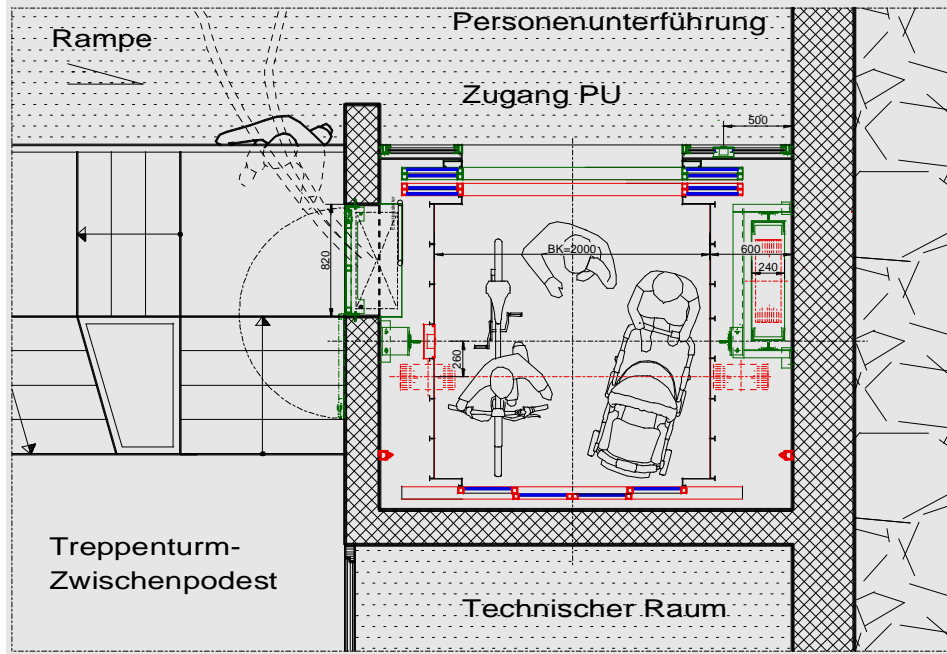 Personenunterführung
Rampe
Zugang PU
500
820
BK=2000
600
240
260
Treppenturm-
Zwischenpodest
Technischer Raum